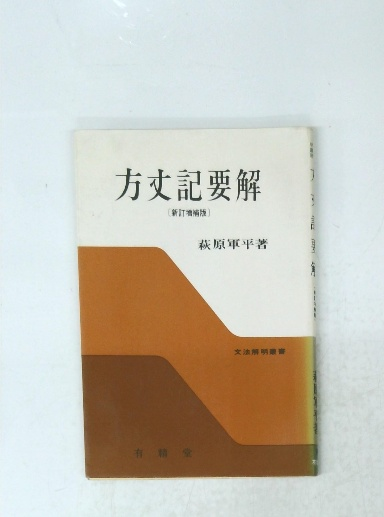 方丈記要解
〔新訂増補版〕
萩原軍平著
文法解明叢書
有精堂